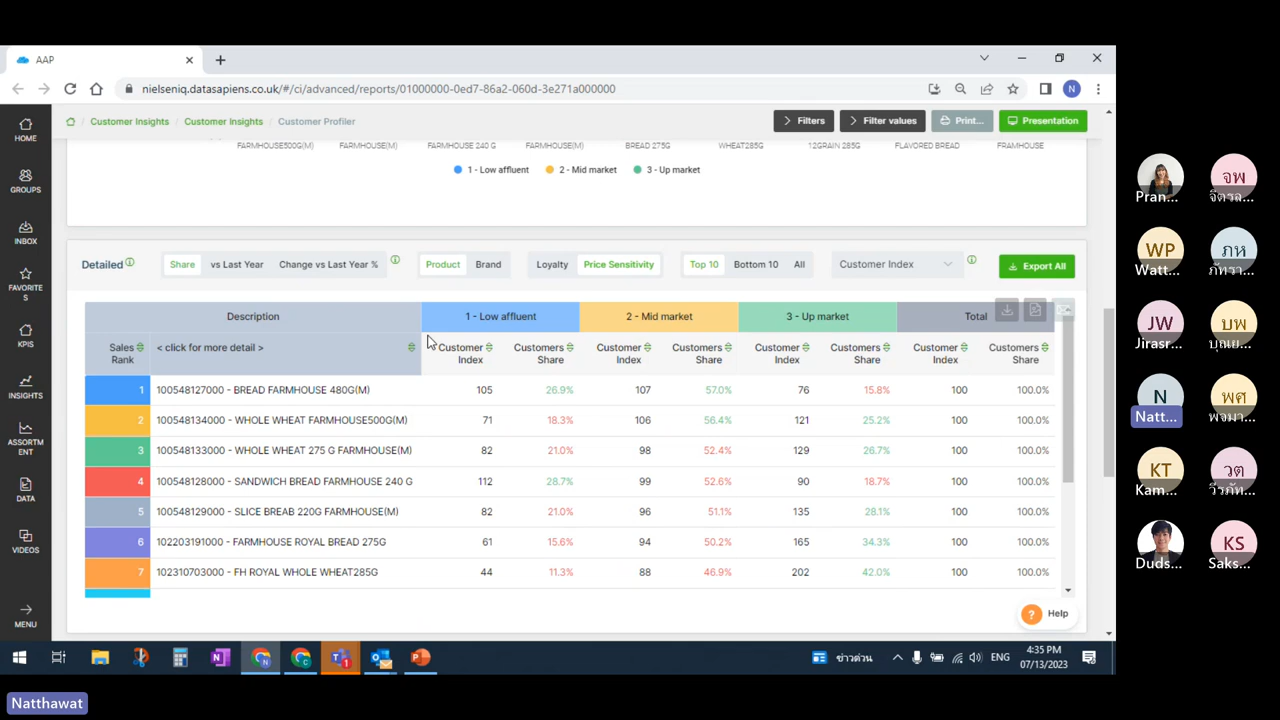 AAP
nielseniq.datasapiens.co.uk/#/ci/advanced/reports/01000000-0ed7-86a2-060d-3e271a000000
N
HOME
GROUPS
INBOX
FAVORITE
S
KPIS
INSIGHTS
ASSORTM
ENT
DATA
VIDEOS
MENU
/ Customer Insights / Customer Insights / Customer Profiler
Filters
Filter values
Print...
Presentation
FARMHOUSE500G(M)
FARMHOUSE(M)
FARMHOUSE 240 G
FARMHOUSE(M)
BREAD 275G
WHEAT285G
12GRAIN 285G
FLAVORED BREAD
FRAMHOUSE
1 - Low affluent 2 - Mid market 3 - Up market
Detailed
Share vs Last Year Change vs Last Year %
Product Brand
Loyalty Price Sensitivity
Top 10 Bottom 10 All
Customer Index
Export All
Description 1 - Low affluent 2 - Mid market 3 - Up market Total
Sales Rank < click for more detail > Customer Index Customers Share Customer Index Customers Share Customer Index Customers Share Customer Index Customers Share
1 100548127000 - BREAD FARMHOUSE 480G(M) 105 26.9% 107 57.0% 76 15.8% 100 100.0%
2 100548134000 - WHOLE WHEAT FARMHOUSE500G(M) 71 18.3% 106 56.4% 121 25.2% 100 100.0%
3 100548133000 - WHOLE WHEAT 275 G FARMHOUSE(M) 82 21.0% 98 52.4% 129 26.7% 100 100.0%
4 100548128000 - SANDWICH BREAD FARMHOUSE 240 G 112 28.7% 99 52.6% 90 18.7% 100 100.0%
5 100548129000 - SLICE BREAB 220G FARMHOUSE(M) 82 21.0% 96 51.1% 135 28.1% 100 100.0%
6 102203191000 - FARMHOUSE ROYAL BREAD 275G 61 15.6% 94 50.2% 165 34.3% 100 100.0%
7 102310703000 - FH ROYAL WHOLE WHEAT285G 44 11.3% 88 46.9% 202 42.0% 100 100.0%
? Help
ข่าวด่วน
ENG
4:35 PM
07/13/2023
Pran...
จพ
จิตรล...
WP
Watt...
ภห
ภัทรา...
JW
Jirasr...
บพ
บุณย...
N
Natt...
พศ
พจมา...
KT
Kam...
วต
วีรภัท...
Duds...
KS
Saks...
Natthawat